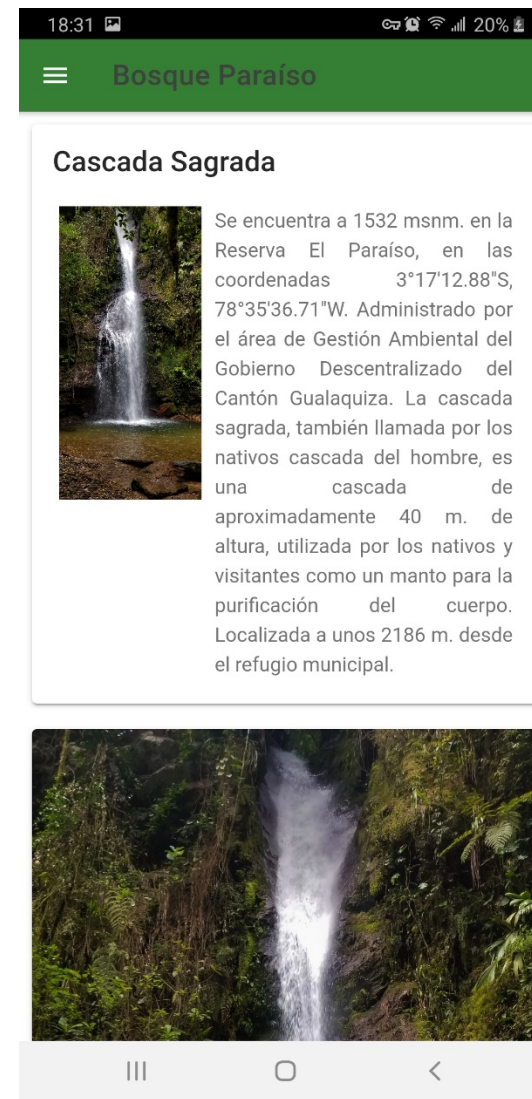 18:31 20%
Bosque Paraíso
Cascada Sagrada
Se encuentra a 1532 msnm. en la
Reserva El Paraíso, en las
coordenadas 3°17'12.88"S,
78°35'36.71"W. Administrado por
el área de Gestión Ambiental del
Gobierno Descentralizado del
Cantón Gualaquiza. La cascada
sagrada, también llamada por los
nativos cascada del hombre, es
una cascada de
aproximadamente 40 m. de
altura, utilizada por los nativos y
visitantes como un manto para la
purificación del cuerpo.
Localizada a unos 2186 m. desde
el refugio municipal.